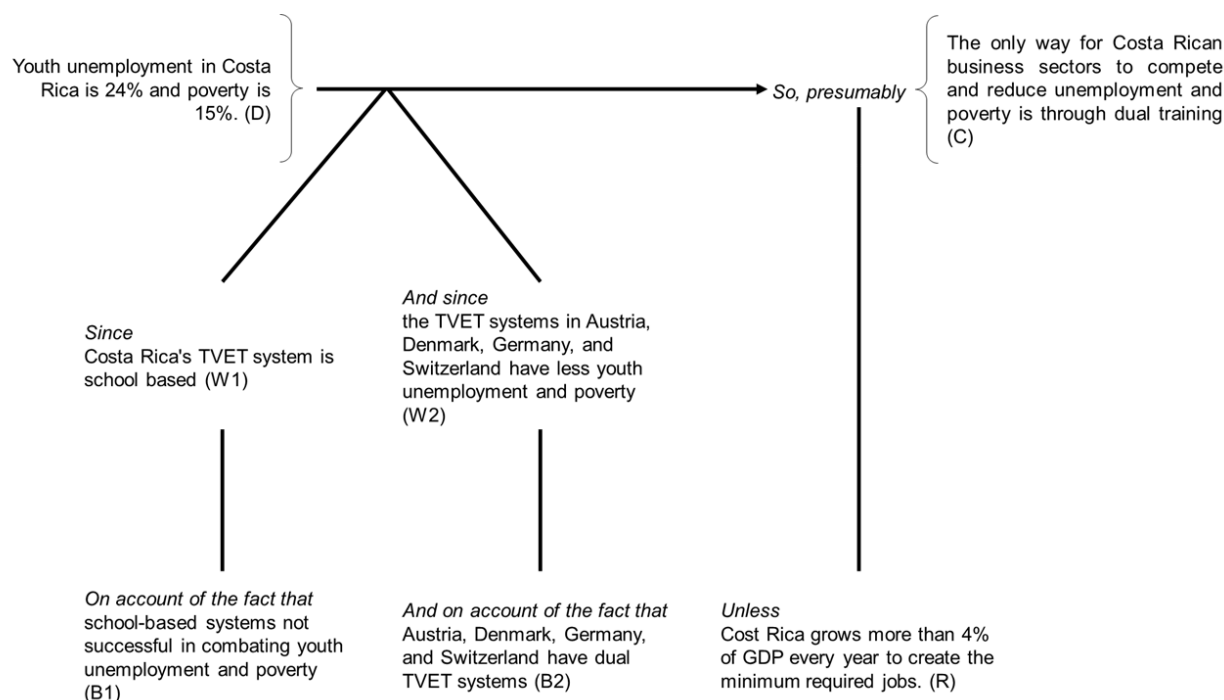 Youth unemployment in Costa
Rica is 24% and poverty is
15%. (D)
So, presumably
The only way for Costa Rican
business sectors to compete
and reduce unemployment and
poverty is through dual training
(C)
Since
Costa Rica's TVET system is
school based (W1)
And since
the TVET systems in Austria,
Denmark, Germany, and
Switzerland have less youth
unemployment and poverty
(W2)
On account of the fact that
school-based systems not
successful in combating youth
unemployment and poverty
(B1)
And on account of the fact that
Austria, Denmark, Germany,
and Switzerland have dual
TVET systems (B2)
Unless
Cost Rica grows more than 4%
of GDP every year to create the
minimum required jobs. (R)